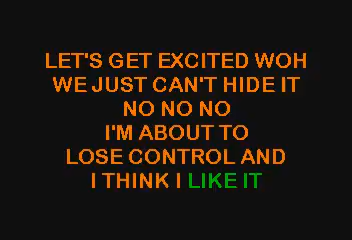 LET'S GET EXCITED WOH
WE JUST CAN'T HIDE IT
NO NO NO
I'M ABOUT TO
LOSE CONTROL AND
I THINK I LIKE IT